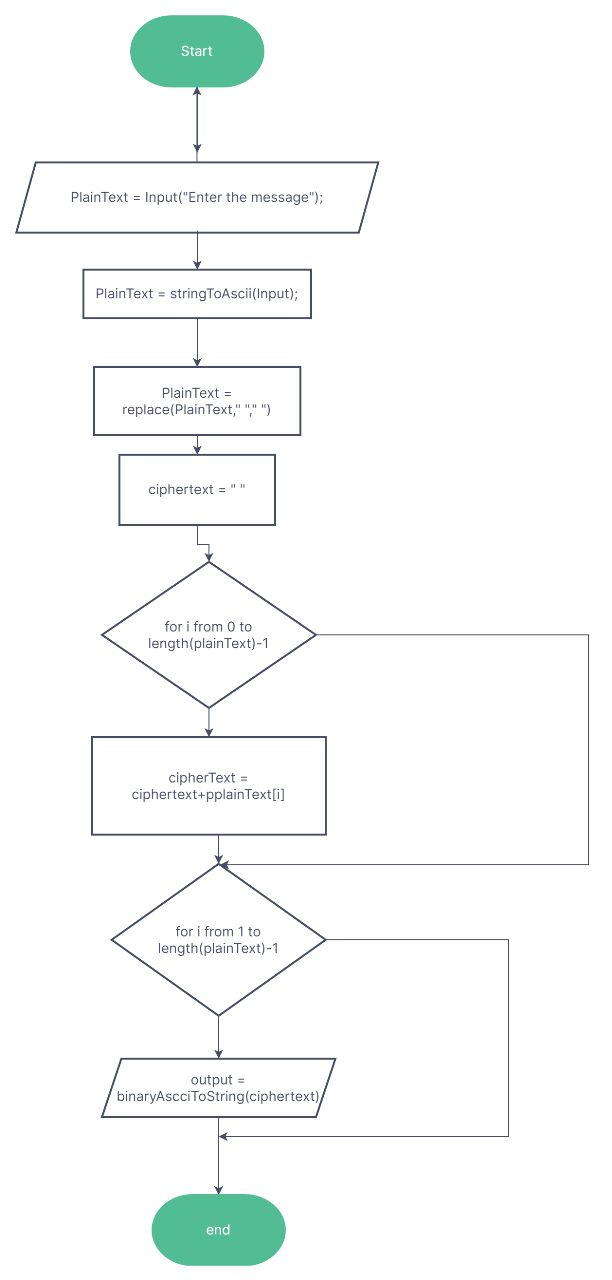 Start
PlainText = Input("Enter the message");
PlainText = stringToAscii(Input);
PlainText =
replace(PlainText," "," ")
ciphertext = " "
for i from 0 to
length(plainText)-1
cipherText =
ciphertext+pplainText[i]
for i from 1 to
length(plainText)-1
output =
binaryAscciToString(ciphertext)
end